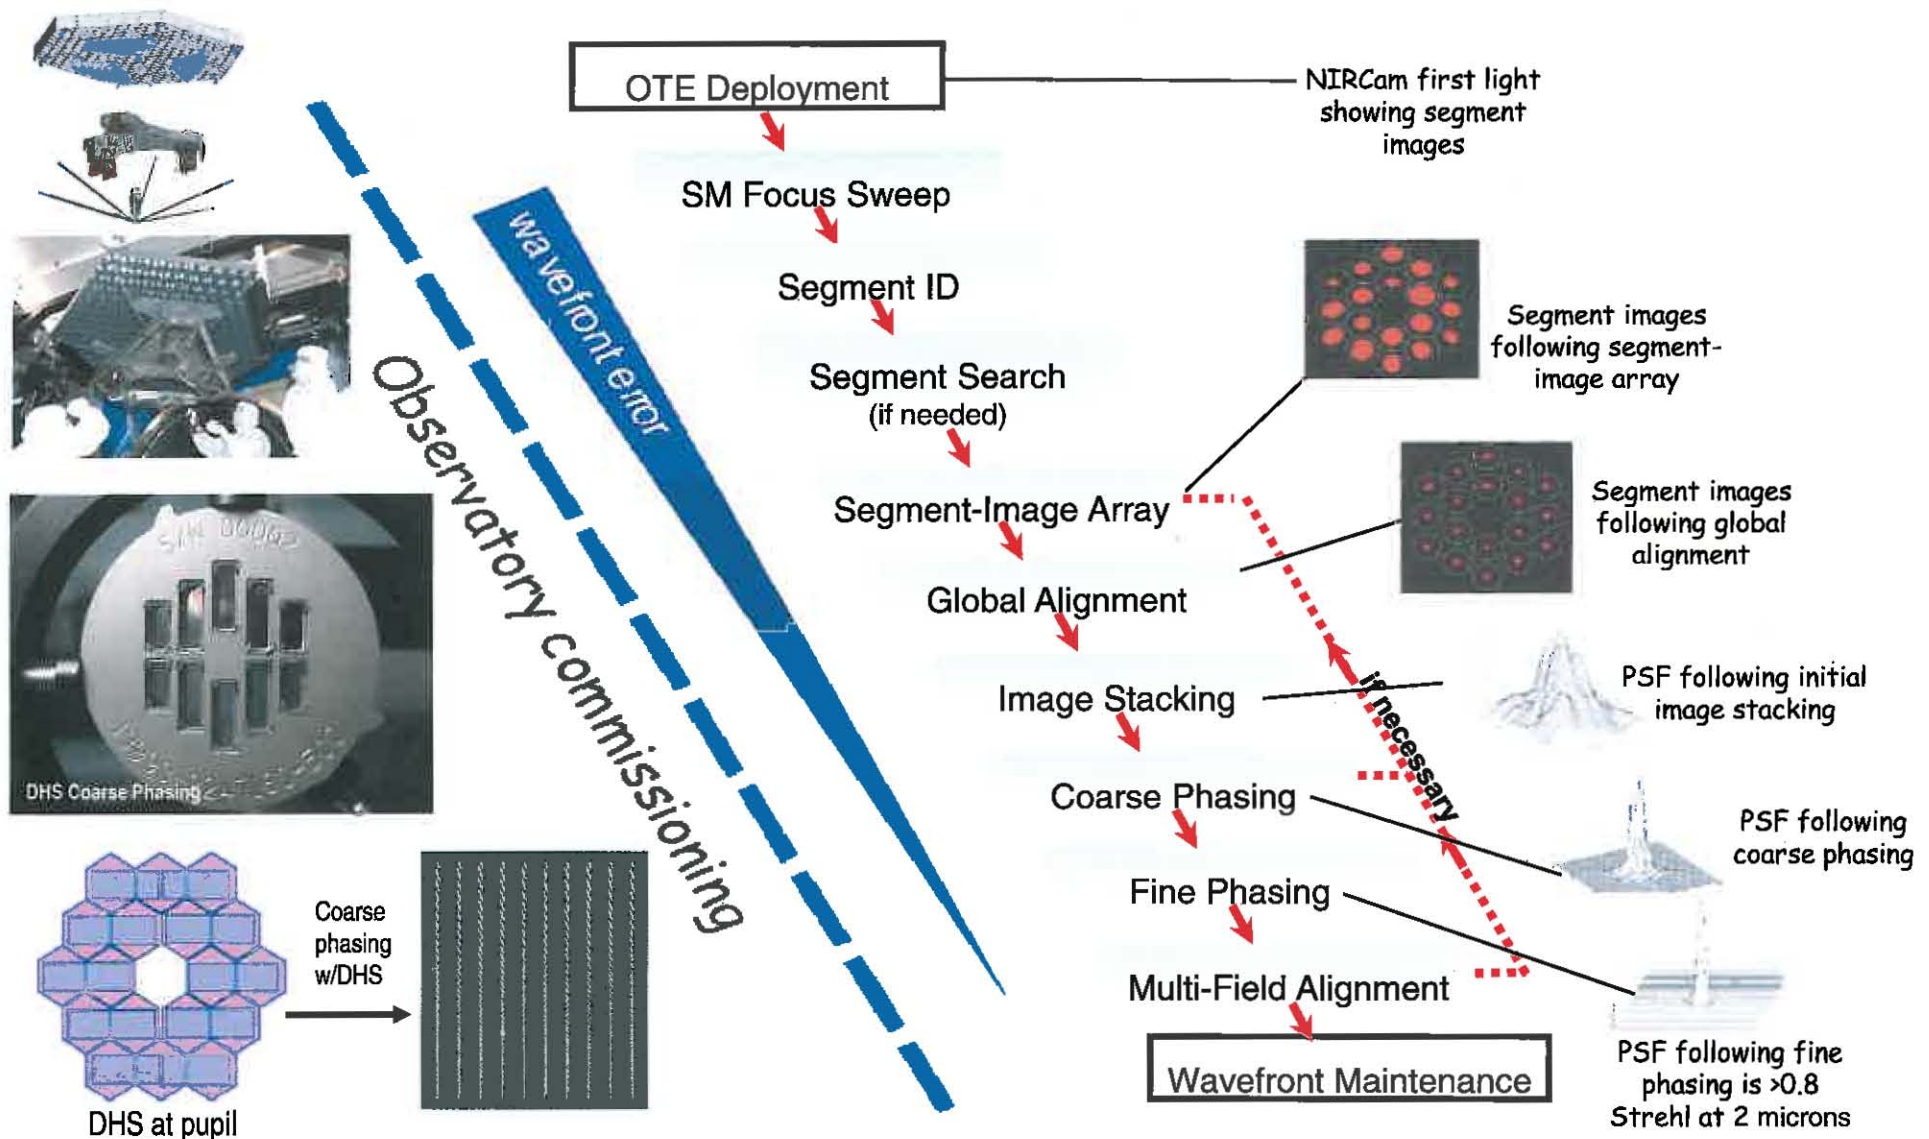 OTE Deployment
NIRCam first light
showing segment
images
SM Focus Sweep
Segment ID
Segment Search
(if needed)
Segment-Image Array
Global Alignment
Image Stacking
Coarse Phasing
Fine Phasing
Multi-Field Alignment
Wavefront Maintenance
wavefront error
Observatory commissioning
if necessary
Segment images
following segment-
image array
Segment images
following global
alignment
PSF following initial
image stacking
PSF following
coarse phasing
PSF following fine
phasing is >0.8
Strehl at 2 microns
S/N
DHS Coarse Phasing
Coarse
phasing
w/DHS
DHS at pupil